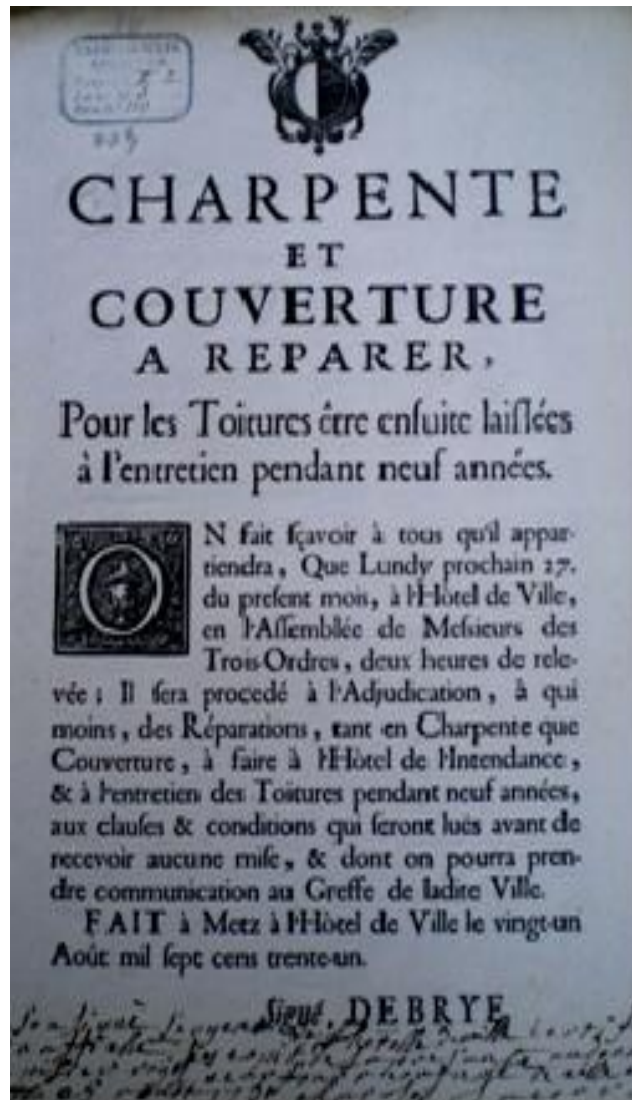 CHARPENTE
ET
COUVERTURE
A REPARER,
Pour les Toitures être enſuite laiſſées
à l'entretien pendant neuf années.
ON fait ſçavoir à tous qu'il appar-
tiendra, Que Lundy prochain 27.
du preſent mois, à l'Hôtel de Ville,
en l'Aſſemblée de Meſsieurs des
Trois-Ordres, deux heures de rele-
vée ; Il ſera procedé à l'Adjudication, à qui
moins, des Réparations, tant en Charpente que
Couverture, à faire à l'Hôtel de l'Intendance,
& à l'entretien des Toitures pendant neuf années,
aux clauſes & conditions qui ſeront luës avant de
recevoir aucune miſe, & dont on pourra pren-
dre communication au Greffe de ladite Ville.
FAIT à Metz à l'Hôtel de Ville le vingt-un
Août mil ſept cens trente-un.
Signé, DEBRYE